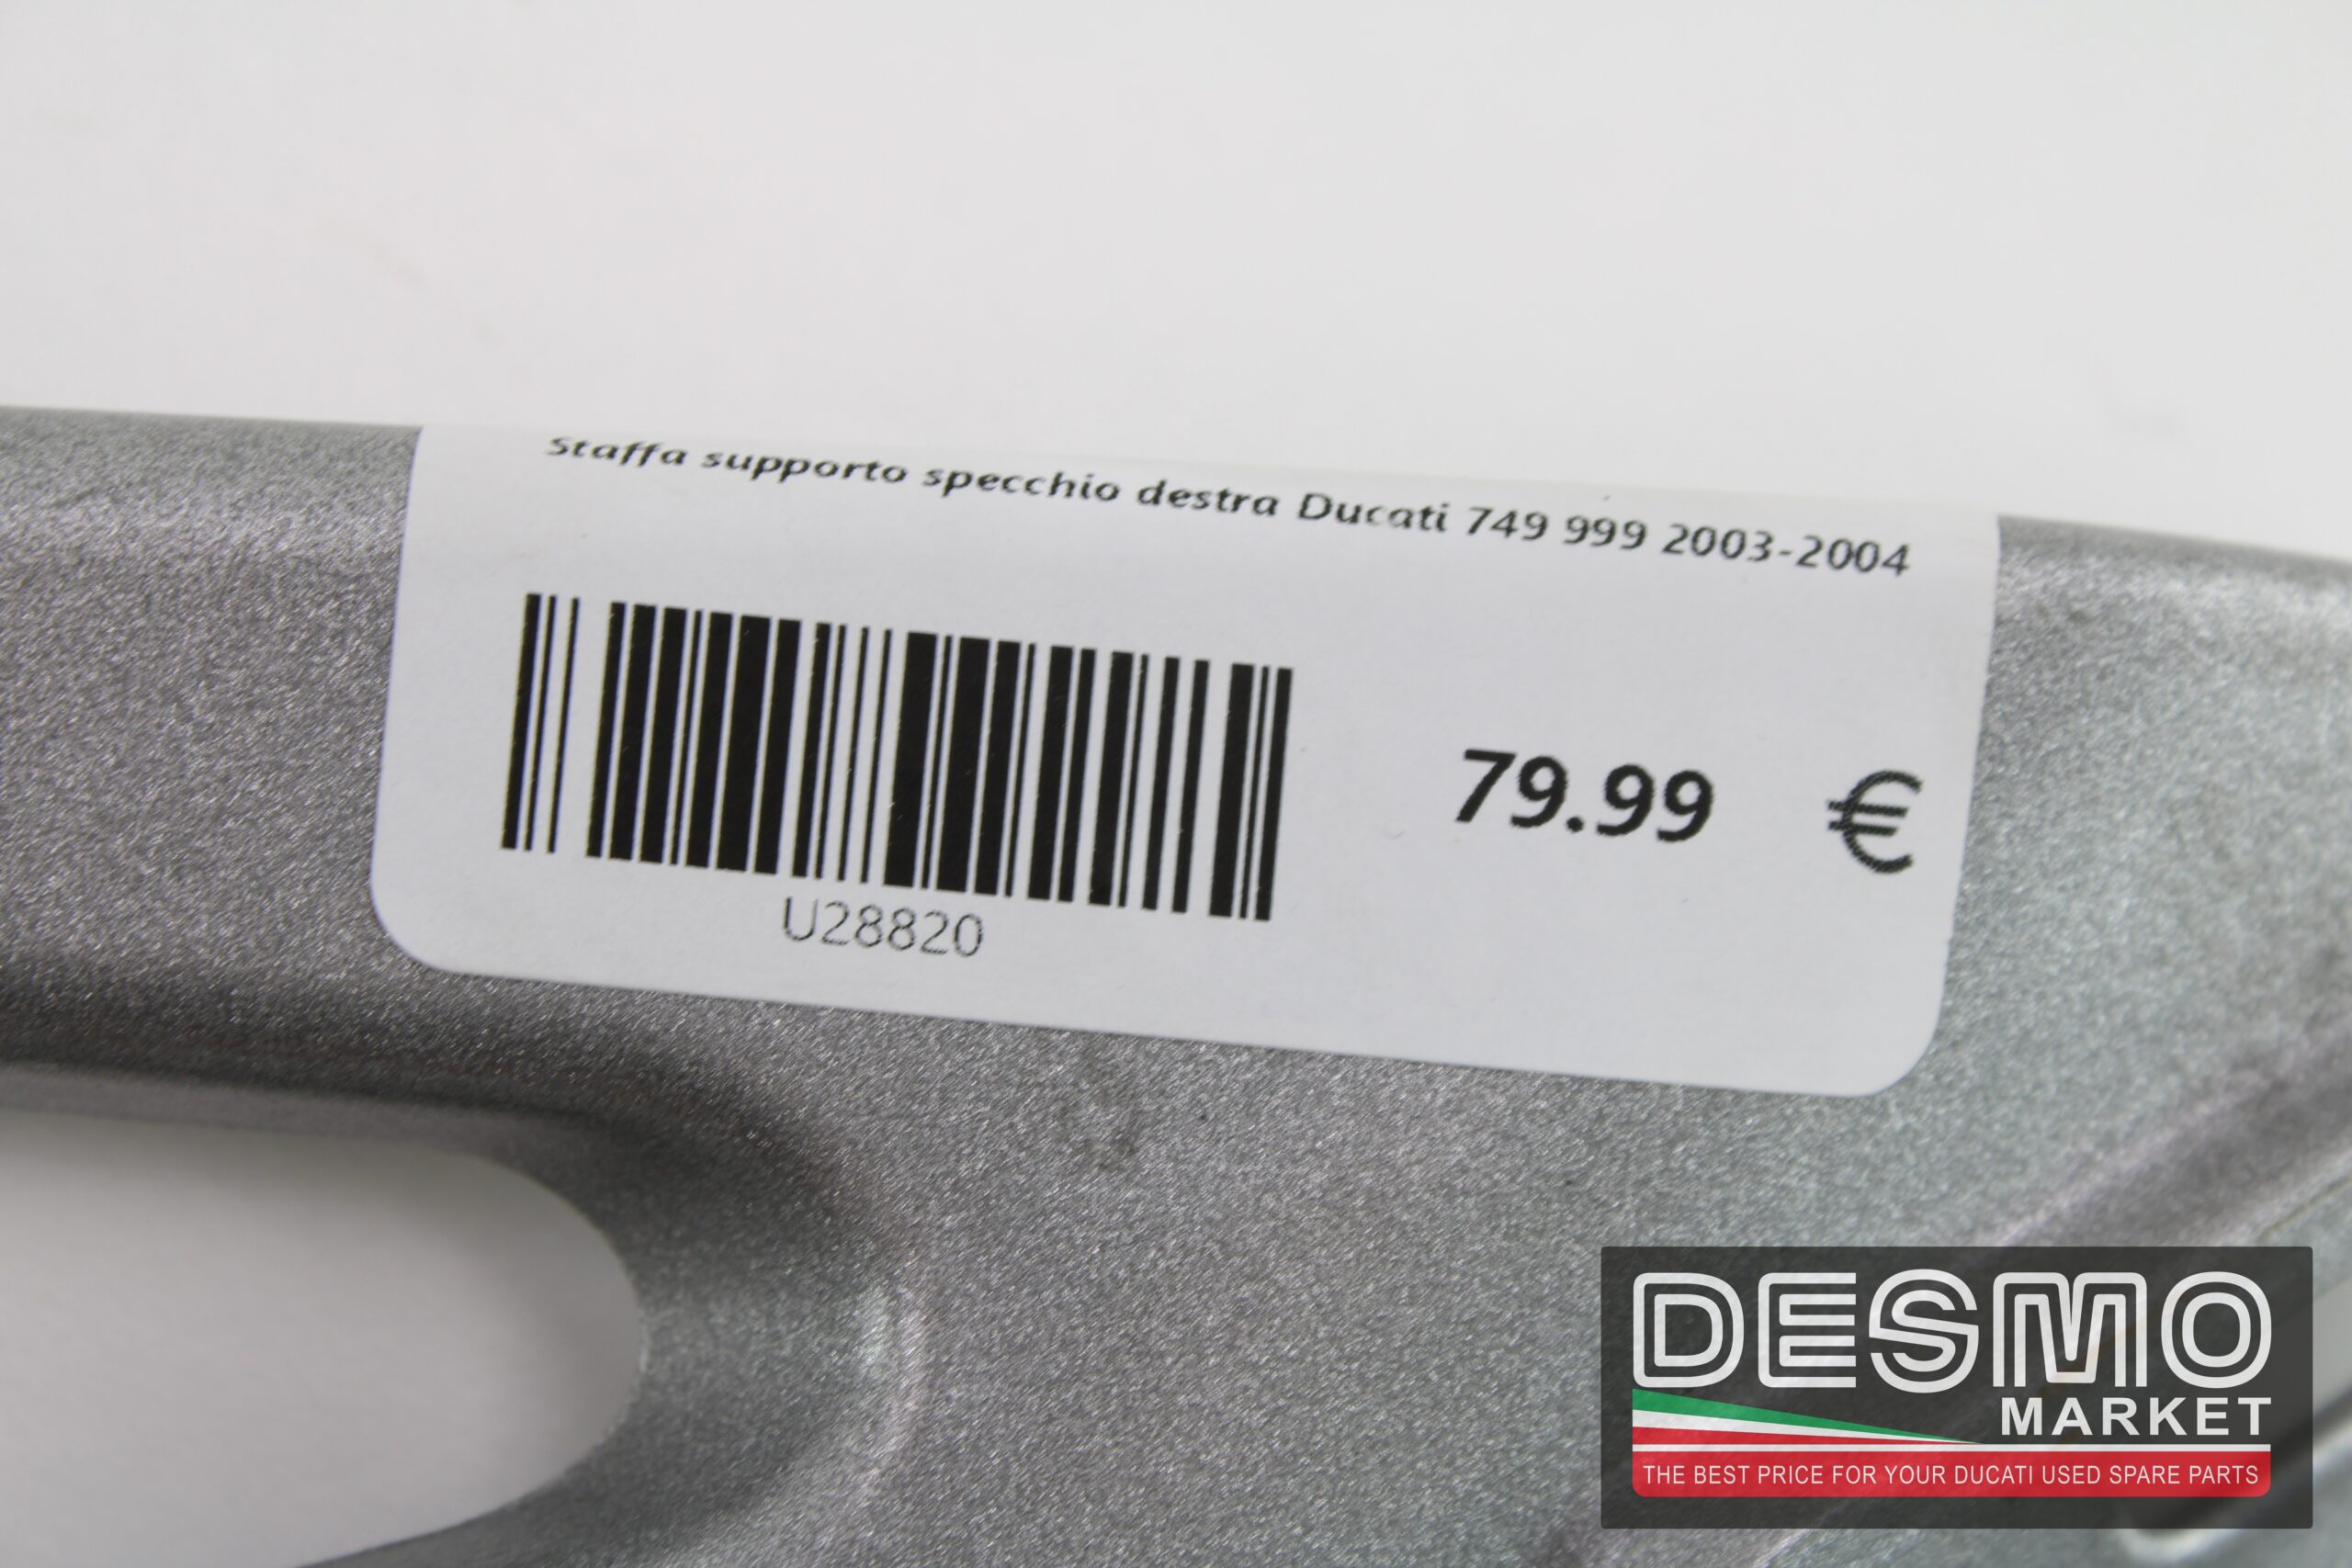 Staffa supporto specchio destra Ducati 749 999 2003-2004
79.99 €
U28820
DESMO
MARKET
THE BEST PRICE FOR YOUR DUCATI USED SPARE PARTS